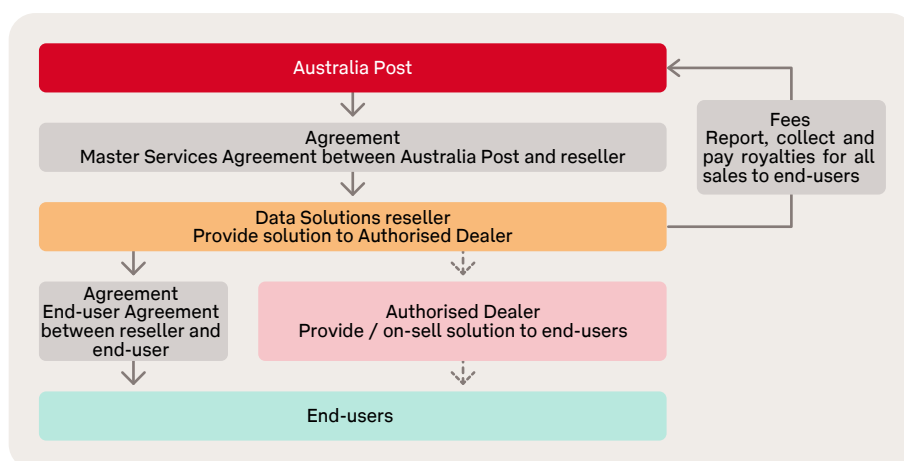 Australia Post
Agreement
Master Services Agreement between Australia Post and reseller
Fees
Report, collect and
pay royalties for all
sales to end-users
Data Solutions reseller
Provide solution to Authorised Dealer
Agreement
End-user Agreement
between reseller and
end-user
Authorised Dealer
Provide / on-sell solution to end-users
End-users